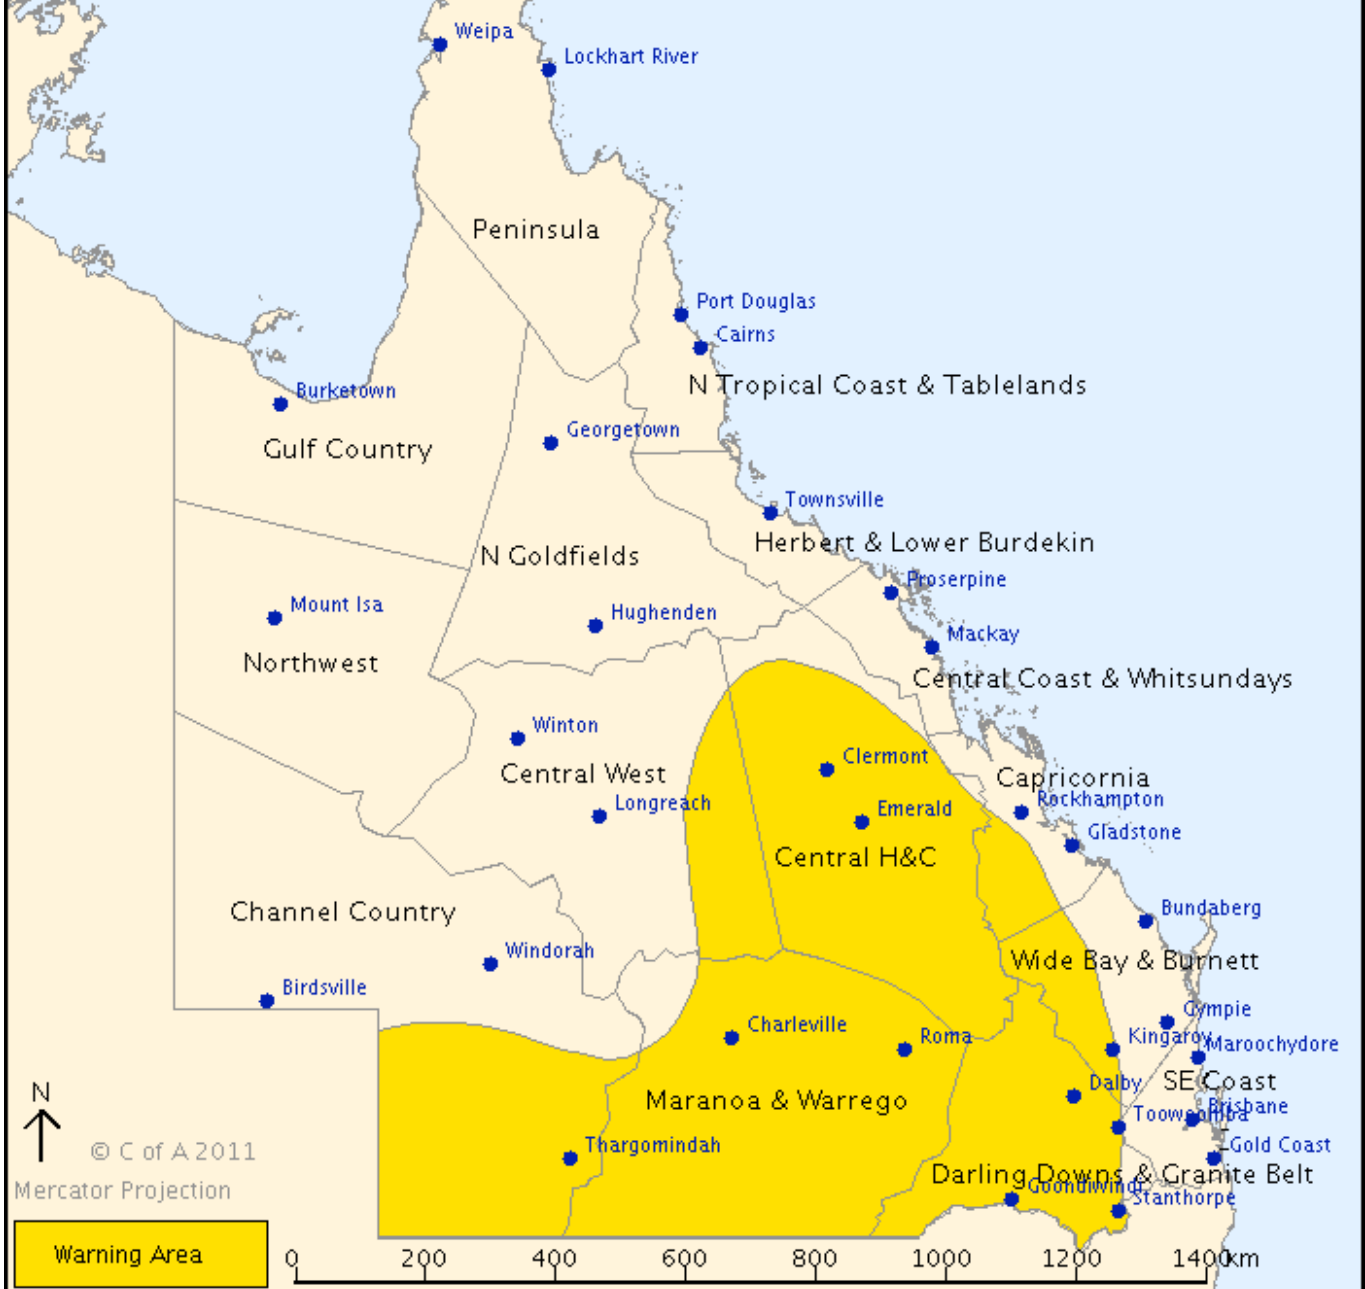 Weipa
Lockhart River
Peninsula
Port Douglas
Cairns
N Tropical Coast & Tablelands
Burketown
Georgetown
Gulf Country
Townsville
Herbert & Lower Burdekin
N Goldfields
Proserpine
Mount Isa
Hughenden
Mackay
Northwest
Central Coast & Whitsundays
Winton
Clermont
Central West
Capricornia
Longreach
Emerald
Rockhampton
Gladstone
Central H&C
Channel Country
Bundaberg
Windorah
Wide Bay & Burnett
Birdsville
Gympie
Charleville
Roma
Kingaroy
Maroochydore
Dalby
SE Coast
N
Maranoa & Warrego
Brisbane
Toowoomba
© C of A 2011
Thargomindah
Gold Coast
Mercator Projection
Darling Downs & Granite Belt
Goondiwindi
Stanthorpe
Warning Area
0 200 400 600 800 1000 1200 1400km